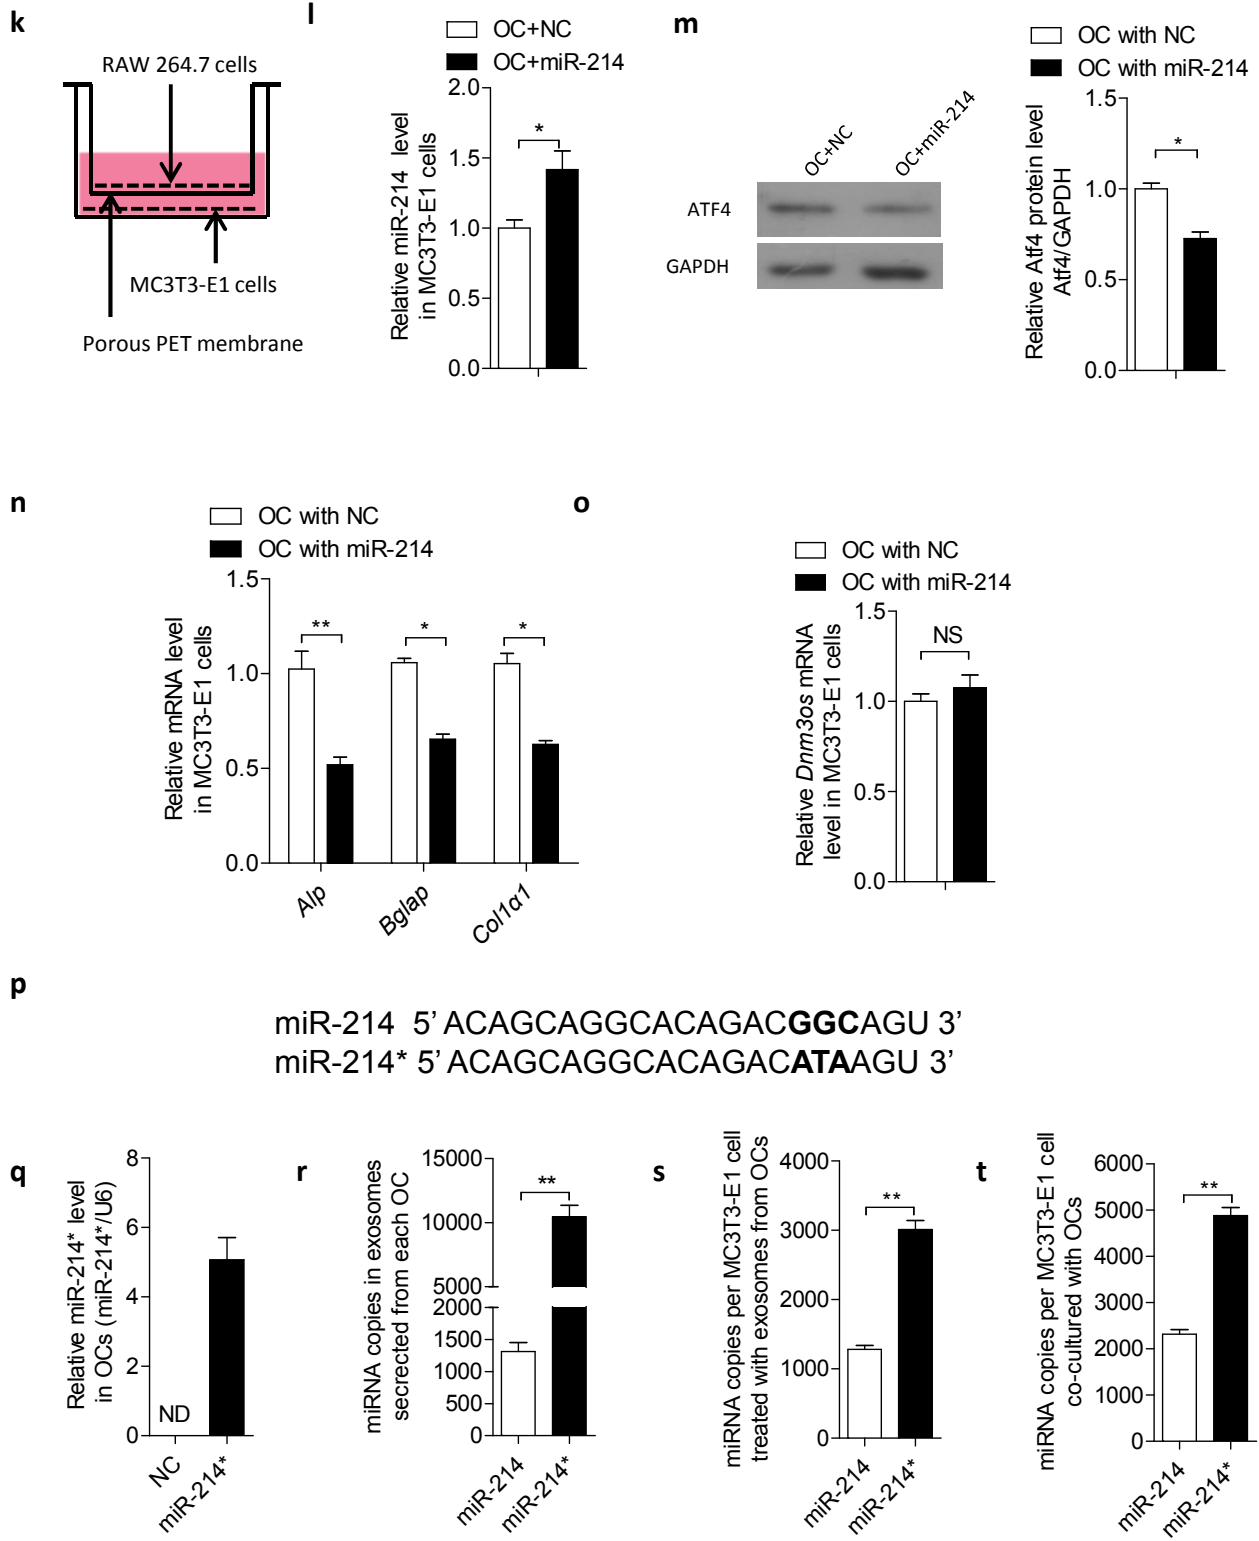 k
RAW 264.7 cells
MC3T3-E1 cells
Porous PET membrane
l
OC+NC
OC+miR-214
Relative miR-214 level
in MC3T3-E1 cells
2.0
1.5
1.0
0.5
0.0
*
m
OC+NC
OC+miR-214
ATF4
GAPDH
OC with NC
OC with miR-214
Relative Atf4 protein level
Atf4/GAPDH
1.5
1.0
0.5
0.0
*
n
OC with NC
OC with miR-214
Relative mRNA level
in MC3T3-E1 cells
1.5
1.0
0.5
0.0
**
*
*
Alp
Bglap
Col1α1
o
OC with NC
OC with miR-214
Relative Dnm3os mRNA
level in MC3T3-E1 cells
1.5
1.0
0.5
0.0
NS
p
miR-214 5’ ACAGCAGGCACAGACGGCAGU 3’
miR-214* 5’ ACAGCAGGCACAGACATAAGU 3’
q
Relative miR-214* level
in OCs (miR-214*/U6)
8
6
4
2
0
ND
NC
miR-214*
r
miRNA copies in exosomes
secrected from each OC
15000
10000
5000
2000
1500
1000
500
0
**
miR-214
miR-214*
s
miRNA copies per MC3T3-E1 cell
treated with exosomes from OCs
4000
3000
2000
1000
0
**
miR-214
miR-214*
t
miRNA copies per MC3T3-E1 cell
co-cultured with OCs
6000
5000
4000
3000
2000
1000
0
**
miR-214
miR-214*